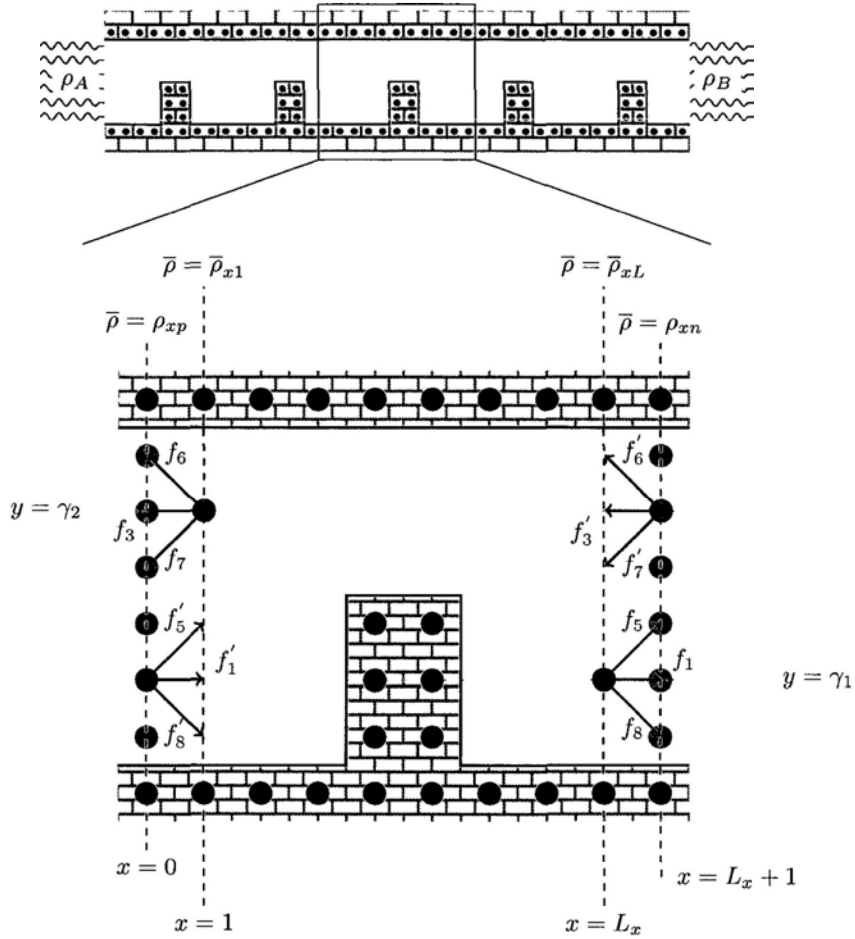 ρ_A ρ_B
ρ̅ = ρ̅_{x1} ρ̅ = ρ̅_{xL}
ρ̅ = ρ_{xp} ρ̅ = ρ_{xn}
f_6 f_6'
y = γ_2 f_3 f_3'
f_7 f_7'
f_5' f_5
f_1' f_1 y = γ_1
f_8' f_8
x = 0 x = L_x + 1
x = 1 x = L_x